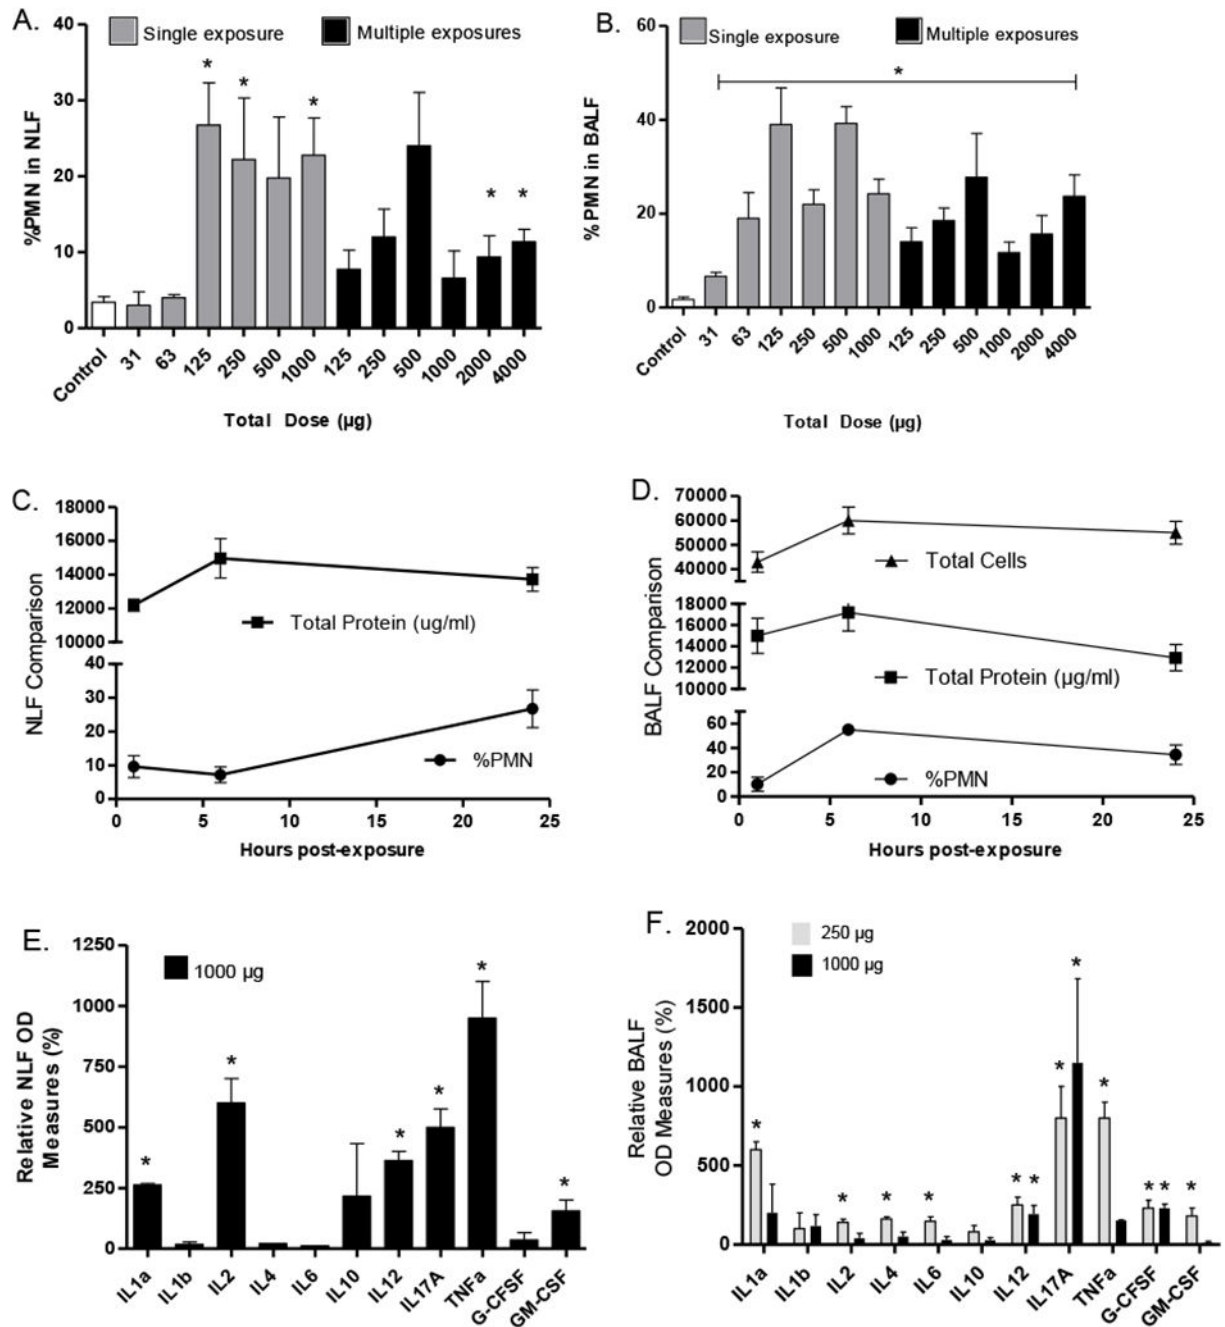 A.
40
30
20
10
0
%PMN in NLF
Single exposure
Multiple exposures
*
*
*
*
*
Control
31
63
125
250
500
1000
125
250
500
1000
2000
4000
Total Dose (µg)
B.
60
40
20
0
%PMN in BALF
Single exposure
Multiple exposures
*
Control
31
63
125
250
500
1000
125
250
500
1000
2000
4000
Total Dose (µg)
C.
18000
16000
14000
12000
10000
40
30
20
10
0
NLF Comparison
Total Protein (ug/ml)
%PMN
0
5
10
15
20
25
Hours post-exposure
D.
70000
60000
50000
40000
18000
16000
14000
12000
10000
60
40
20
0
BALF Comparison
Total Cells
Total Protein (µg/ml)
%PMN
0
5
10
15
20
25
Hours post-exposure
E.
1250
1000
750
500
250
0
Relative NLF OD
Measures (%)
1000 µg
*
*
*
*
*
*
IL1a
IL1b
IL2
IL4
IL6
IL10
IL12
IL17A
TNFa
G-CFSF
GM-CSF
F.
2000
1500
1000
500
0
Relative BALF
OD Measures (%)
250 µg
1000 µg
*
*
*
*
*
*
*
*
*
*
*
*
IL1a
IL1b
IL2
IL4
IL6
IL10
IL12
IL17A
TNFa
G-CFSF
GM-CSF